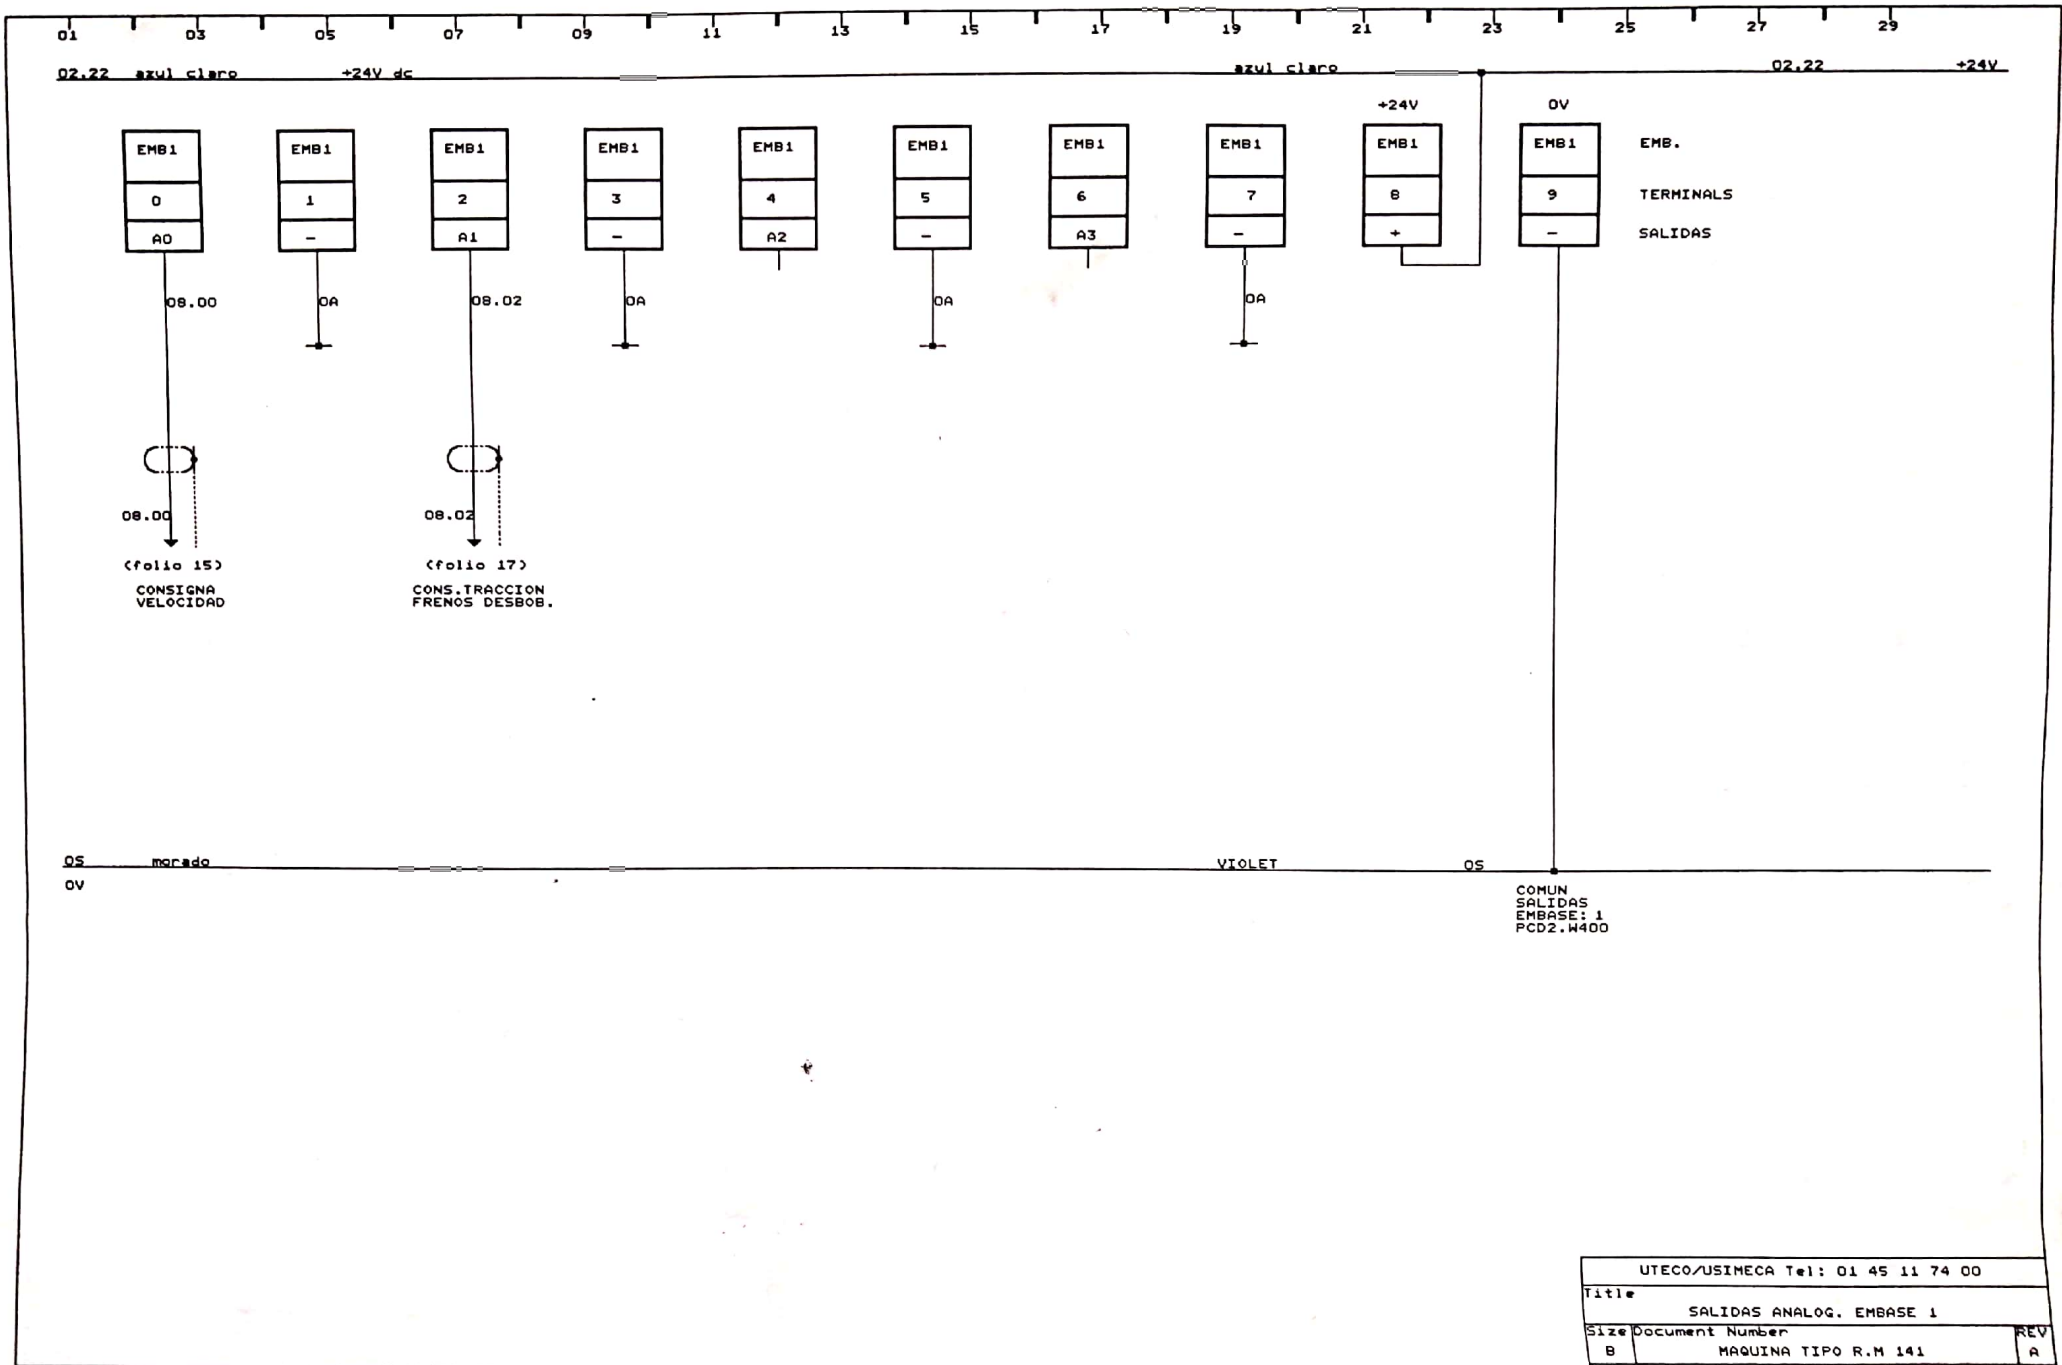 01 03 05 07 09 11 13 15 17 19 21 23 25 27 29
02.22 azul claro +24V dc azul claro 02.22 +24V
+24V 0V
EMB1 EMB1 EMB1 EMB1 EMB1 EMB1 EMB1 EMB1 EMB1 EMB1 EMB.
0 1 2 3 4 5 6 7 8 9 TERMINALS
A0 - A1 - A2 - A3 - + - SALIDAS
08.00 0A 08.02 0A 0A 0A
08.00 08.02
(folio 15) (folio 17)
CONSIGNA
VELOCIDAD
CONS.TRACCION
FRENOS DESBOB.
0S morado VIOLET 0S
0V
COMUN
SALIDAS
EMBASE: 1
PCD2.W400
UTECO/USIMECA Tel: 01 45 11 74 00
Title
SALIDAS ANALOG. EMBASE 1
Size Document Number REV
B MAQUINA TIPO R.M 141 A